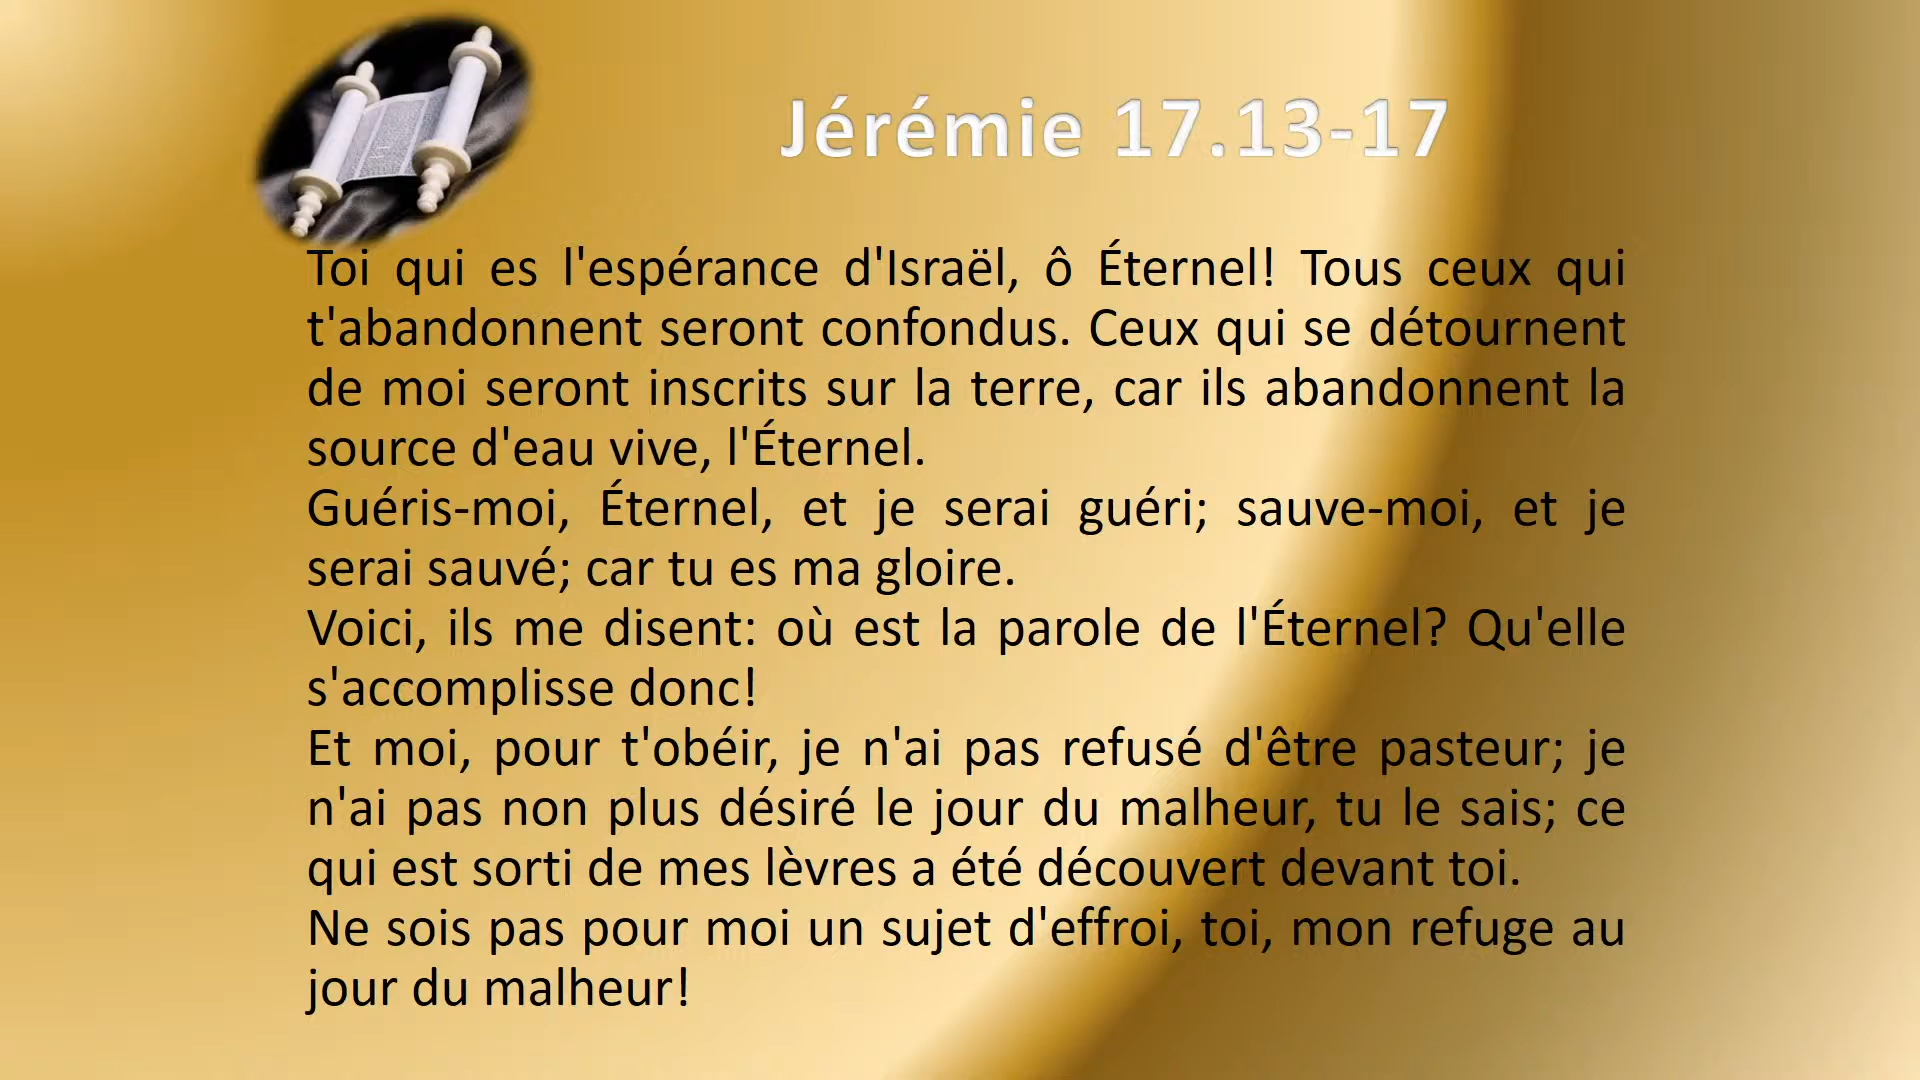 Jérémie 17.13-17
Toi qui es l'espérance d'Israël, ô Éternel! Tous ceux qui
t'abandonnent seront confondus. Ceux qui se détournent
de moi seront inscrits sur la terre, car ils abandonnent la
source d'eau vive, l'Éternel.
Guéris-moi, Éternel, et je serai guéri; sauve-moi, et je
serai sauvé; car tu es ma gloire.
Voici, ils me disent: où est la parole de l'Éternel? Qu'elle
s'accomplisse donc!
Et moi, pour t'obéir, je n'ai pas refusé d'être pasteur; je
n'ai pas non plus désiré le jour du malheur, tu le sais; ce
qui est sorti de mes lèvres a été découvert devant toi.
Ne sois pas pour moi un sujet d'effroi, toi, mon refuge au
jour du malheur!